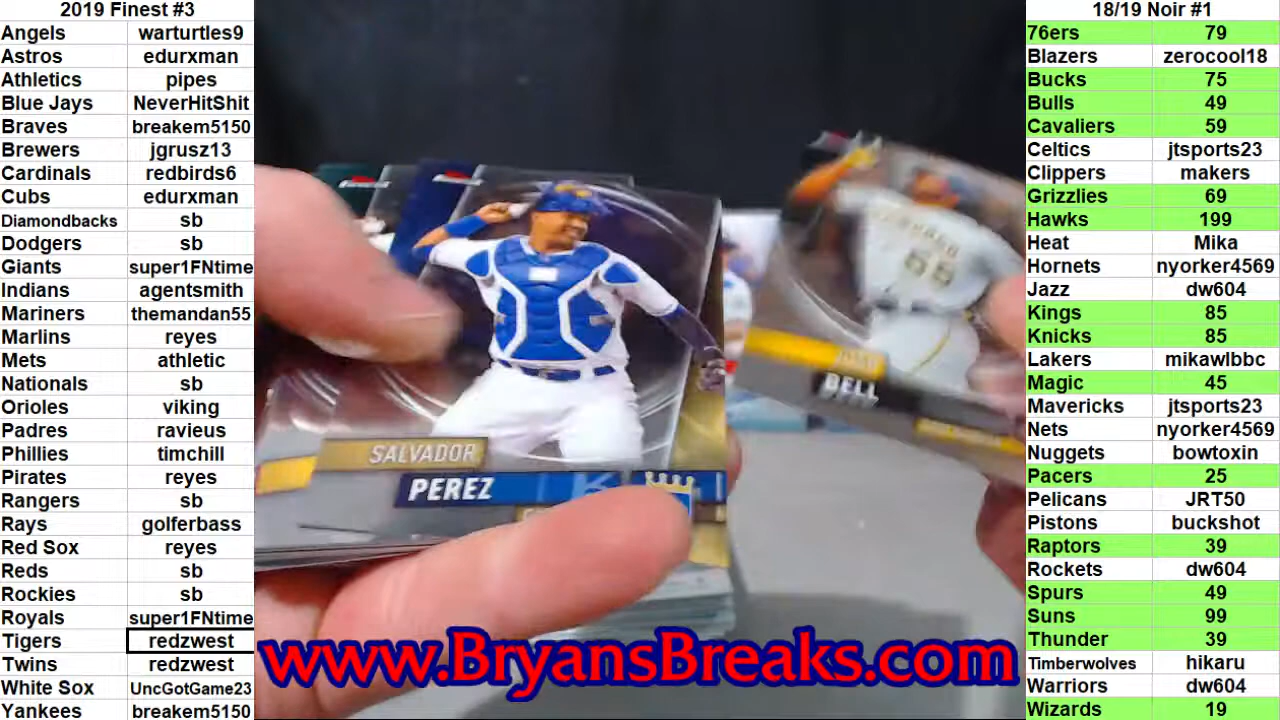 2019 Finest #3
Angels warturtles9
Astros edurxman
Athletics pipes
Blue Jays NeverHitShit
Braves breakem5150
Brewers jgrusz13
Cardinals redbirds6
Cubs edurxman
Diamondbacks sb
Dodgers sb
Giants super1FNtime
Indians agentsmith
Mariners themandan55
Marlins reyes
Mets athletic
Nationals sb
Orioles viking
Padres ravieus
Phillies timchill
Pirates reyes
Rangers sb
Rays golferbass
Red Sox reyes
Reds sb
Rockies sb
Royals super1FNtime
Tigers redzwest
Twins redzwest
White Sox UncGotGame23
Yankees breakem5150
SALVADOR
PEREZ
BELL
www.BryansBreaks.com
18/19 Noir #1
76ers 79
Blazers zerocool18
Bucks 75
Bulls 49
Cavaliers 59
Celtics jtsports23
Clippers makers
Grizzlies 69
Hawks 199
Heat Mika
Hornets nyorker4569
Jazz dw604
Kings 85
Knicks 85
Lakers mikawlbbc
Magic 45
Mavericks jtsports23
Nets nyorker4569
Nuggets bowtoxin
Pacers 25
Pelicans JRT50
Pistons buckshot
Raptors 39
Rockets dw604
Spurs 49
Suns 99
Thunder 39
Timberwolves hikaru
Warriors dw604
Wizards 19